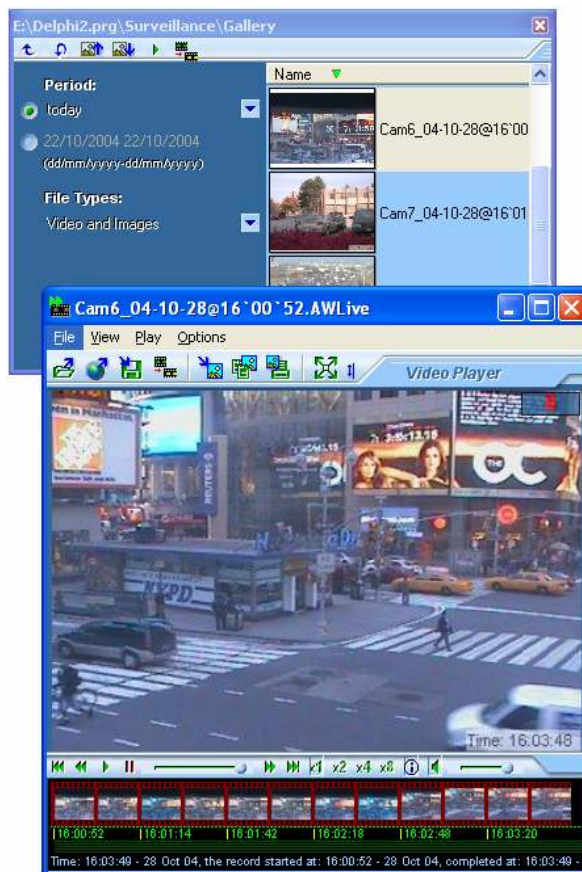 E:\Delphi2.prg\Surveillance\Gallery
Period:
today
22/10/2004 22/10/2004
(dd/mm/yyyy-dd/mm/yyyy)
File Types:
Video and Images
Name
Cam6_04-10-28@16`00
Cam7_04-10-28@16`01
Cam6_04-10-28@16`00`52.AWLive
File View Play Options
Video Player
REUTERS
THE
OC
NYPD
Time: 16:03:48
x1 x2 x4 x8
16:00:52 16:01:14 16:01:42 16:02:18 16:02:48 16:03:20
Time: 16:03:49 - 28 Oct 04, the record started at: 16:00:52 - 28 Oct 04, completed at: 16:03:49 -